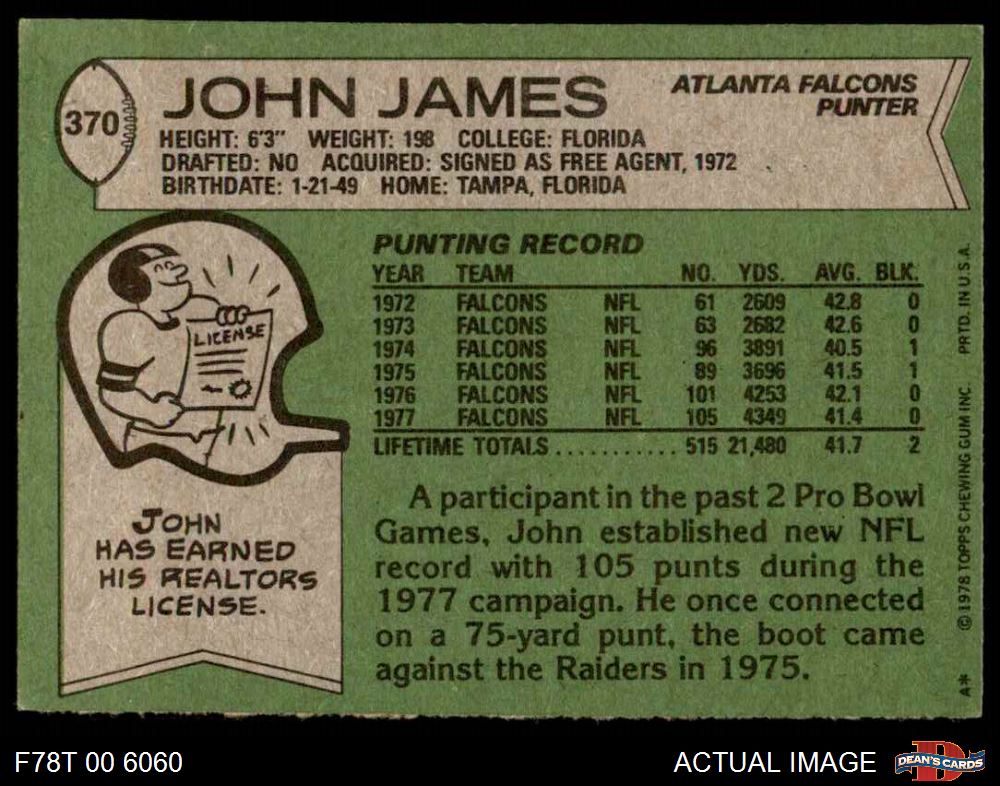 370
JOHN JAMES
ATLANTA FALCONS
PUNTER
HEIGHT: 6'3" WEIGHT: 198 COLLEGE: FLORIDA
DRAFTED: NO ACQUIRED: SIGNED AS FREE AGENT, 1972
BIRTHDATE: 1-21-49 HOME: TAMPA, FLORIDA
LICENSE
JOHN
HAS EARNED
HIS REALTORS
LICENSE.
PUNTING RECORD
YEAR TEAM NO. YDS. AVG. BLK.
1972 FALCONS NFL 61 2609 42.8 0
1973 FALCONS NFL 63 2682 42.6 0
1974 FALCONS NFL 96 3891 40.5 1
1975 FALCONS NFL 89 3696 41.5 1
1976 FALCONS NFL 101 4253 42.1 0
1977 FALCONS NFL 105 4349 41.4 0
LIFETIME TOTALS........... 515 21,480 41.7 2
A participant in the past 2 Pro Bowl
Games, John established new NFL
record with 105 punts during the
1977 campaign. He once connected
on a 75-yard punt, the boot came
against the Raiders in 1975.
A* © 1978 TOPPS CHEWING GUM INC. PRTD. IN U.S.A.
F78T 00 6060
ACTUAL IMAGE
D
DEAN'S CARDS